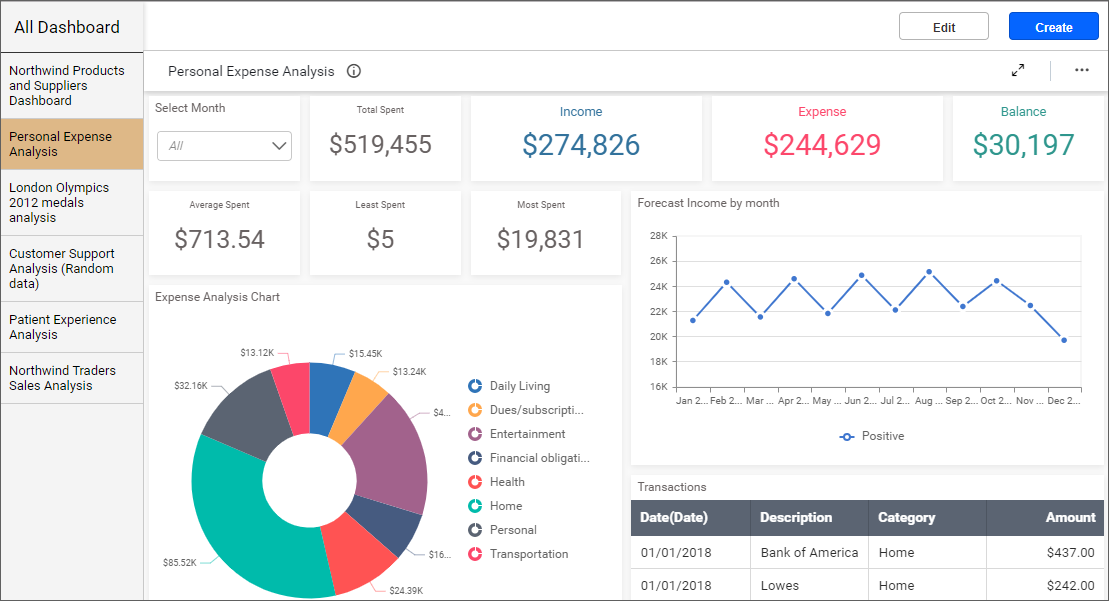 All Dashboard
Edit
Create
Northwind Products
and Suppliers
Dashboard
Personal Expense
Analysis
London Olympics
2012 medals
analysis
Customer Support
Analysis (Random
data)
Patient Experience
Analysis
Northwind Traders
Sales Analysis
Personal Expense Analysis
Select Month
All
Total Spent
$519,455
Income
$274,826
Expense
$244,629
Balance
$30,197
Average Spent
$713.54
Least Spent
$5
Most Spent
$19,831
Forecast Income by month
28K
26K
24K
22K
20K
18K
16K
Jan 2... Feb 2... Mar ... Apr 2... May ... Jun 2... Jul 2... Aug ... Sep 2... Oct 2... Nov ... Dec 2...
Positive
Expense Analysis Chart
$13.12K
$15.45K
$13.24K
$32.16K
$4...
$85.52K
$16...
$24.39K
Daily Living
Dues/subscripti...
Entertainment
Financial obligati...
Health
Home
Personal
Transportation
Transactions
Date(Date) Description Category Amount
01/01/2018 Bank of America Home $437.00
01/01/2018 Lowes Home $242.00